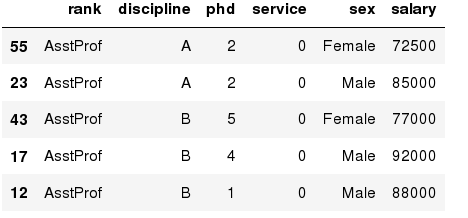 rank discipline phd service sex salary
55 AsstProf A 2 0 Female 72500
23 AsstProf A 2 0 Male 85000
43 AsstProf B 5 0 Female 77000
17 AsstProf B 4 0 Male 92000
12 AsstProf B 1 0 Male 88000